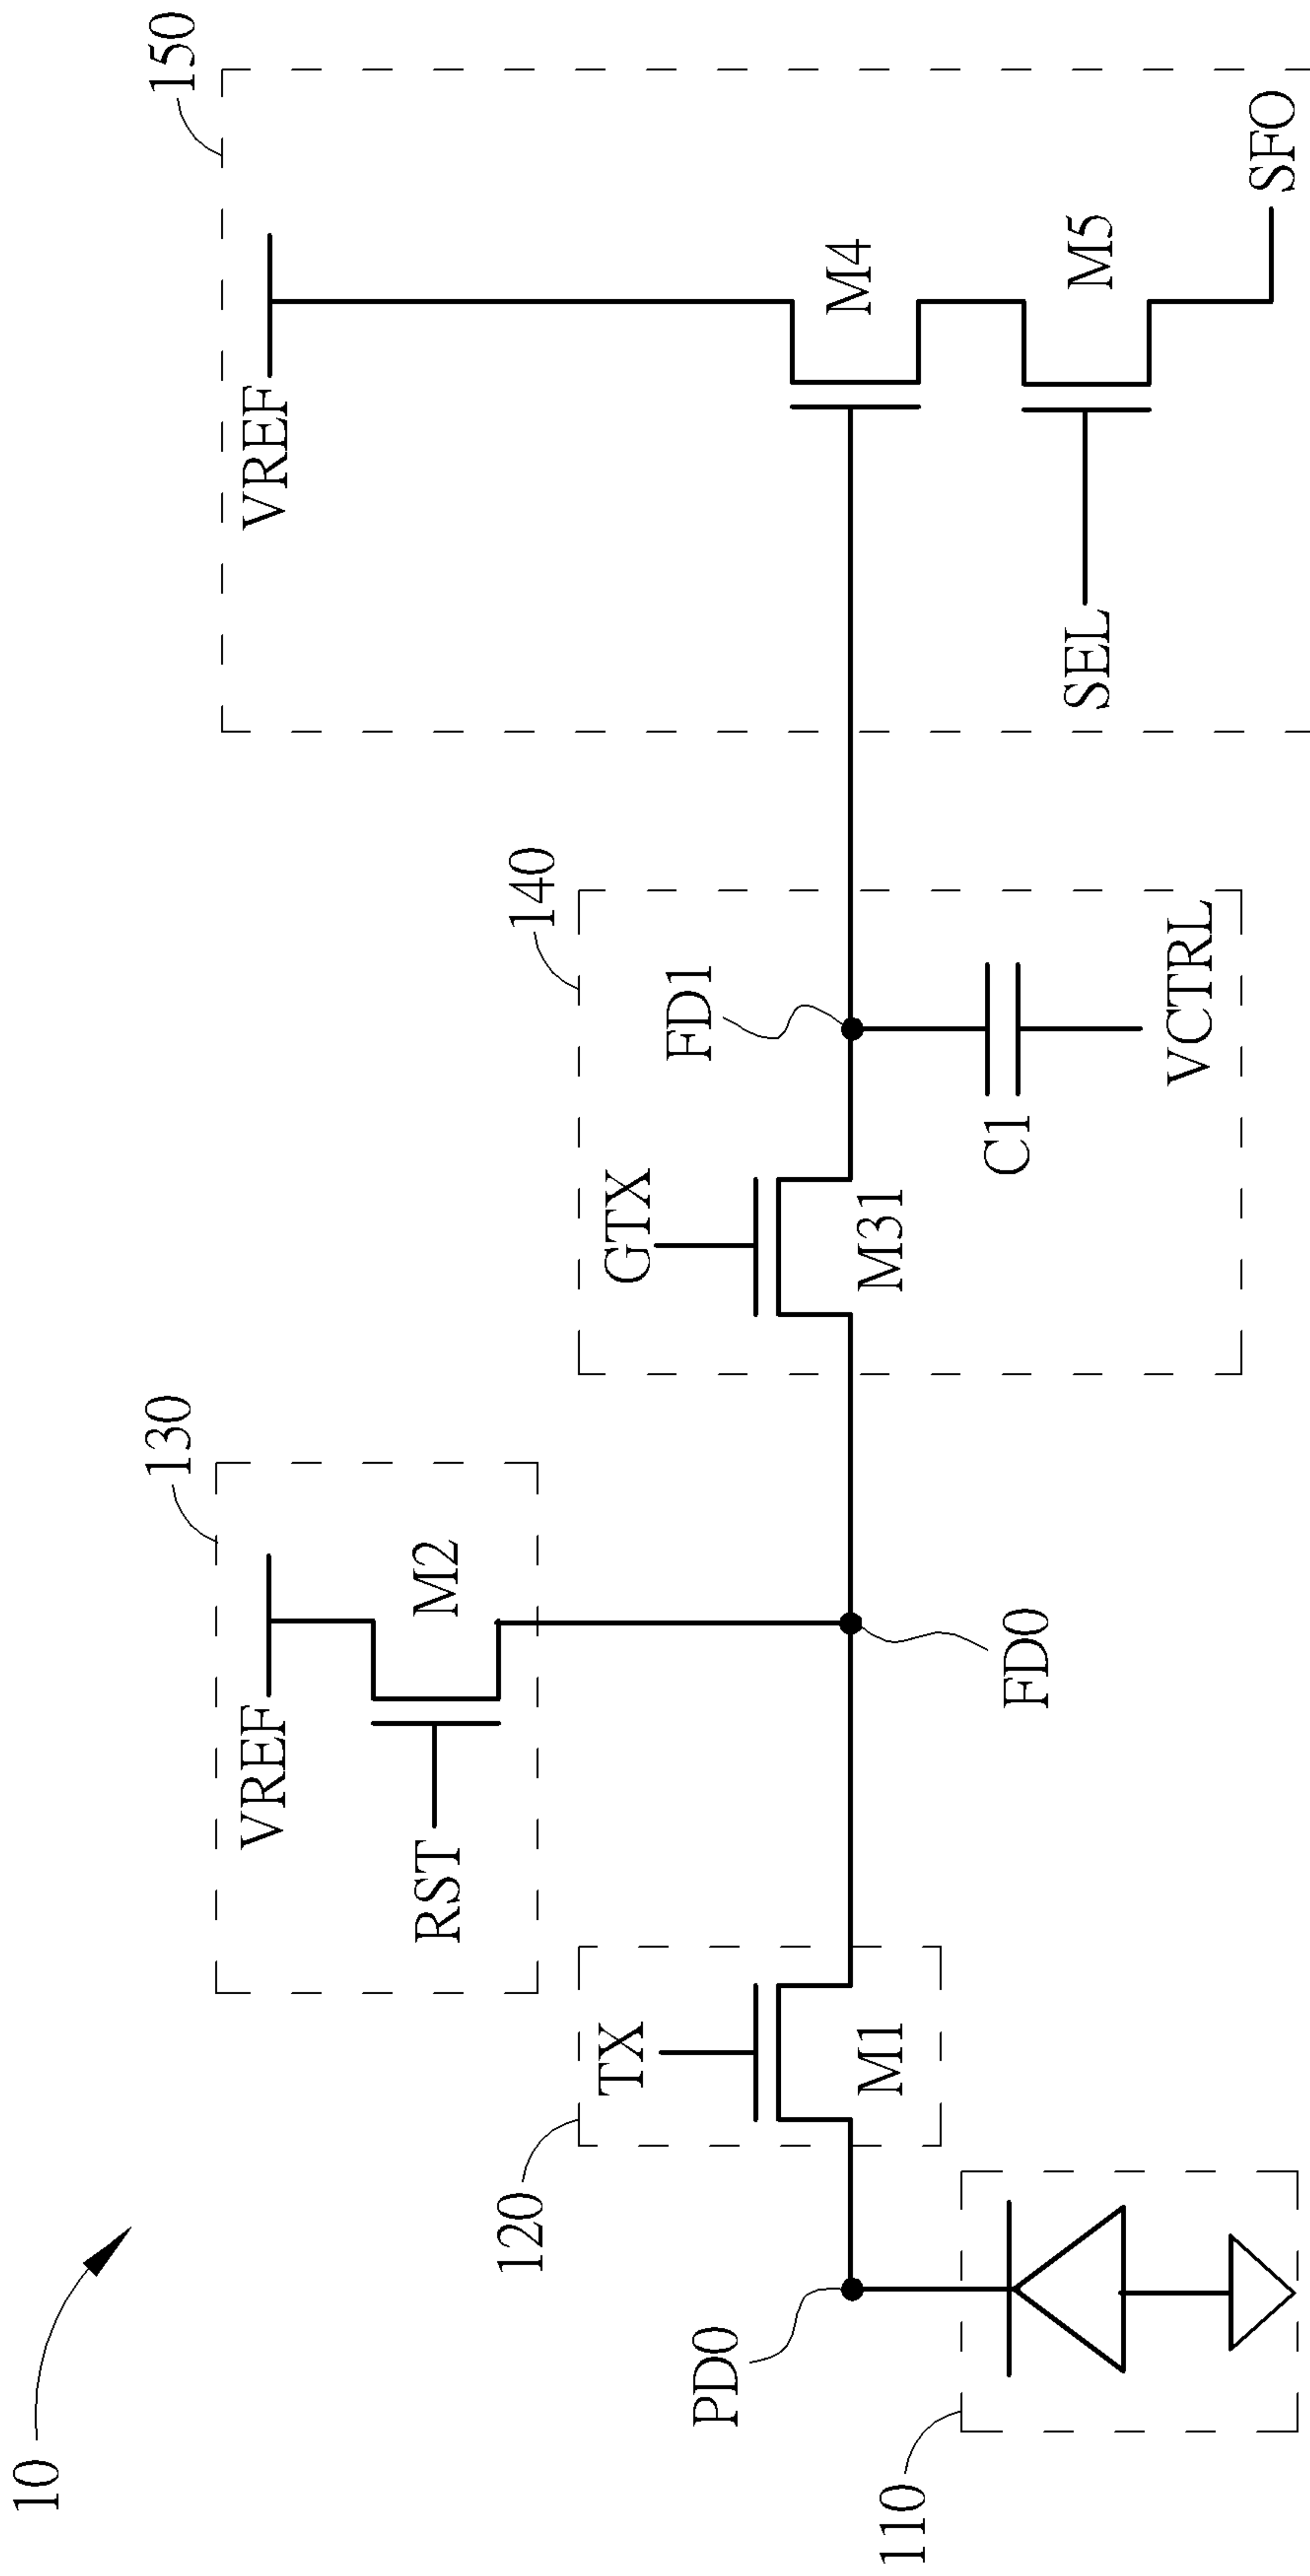 10
150
VREF
M4
M5
SEL
SFO
140
GTX
FD1
M31
C1
VCTRL
130
VREF
M2
RST
FD0
120
TX
M1
PD0
110